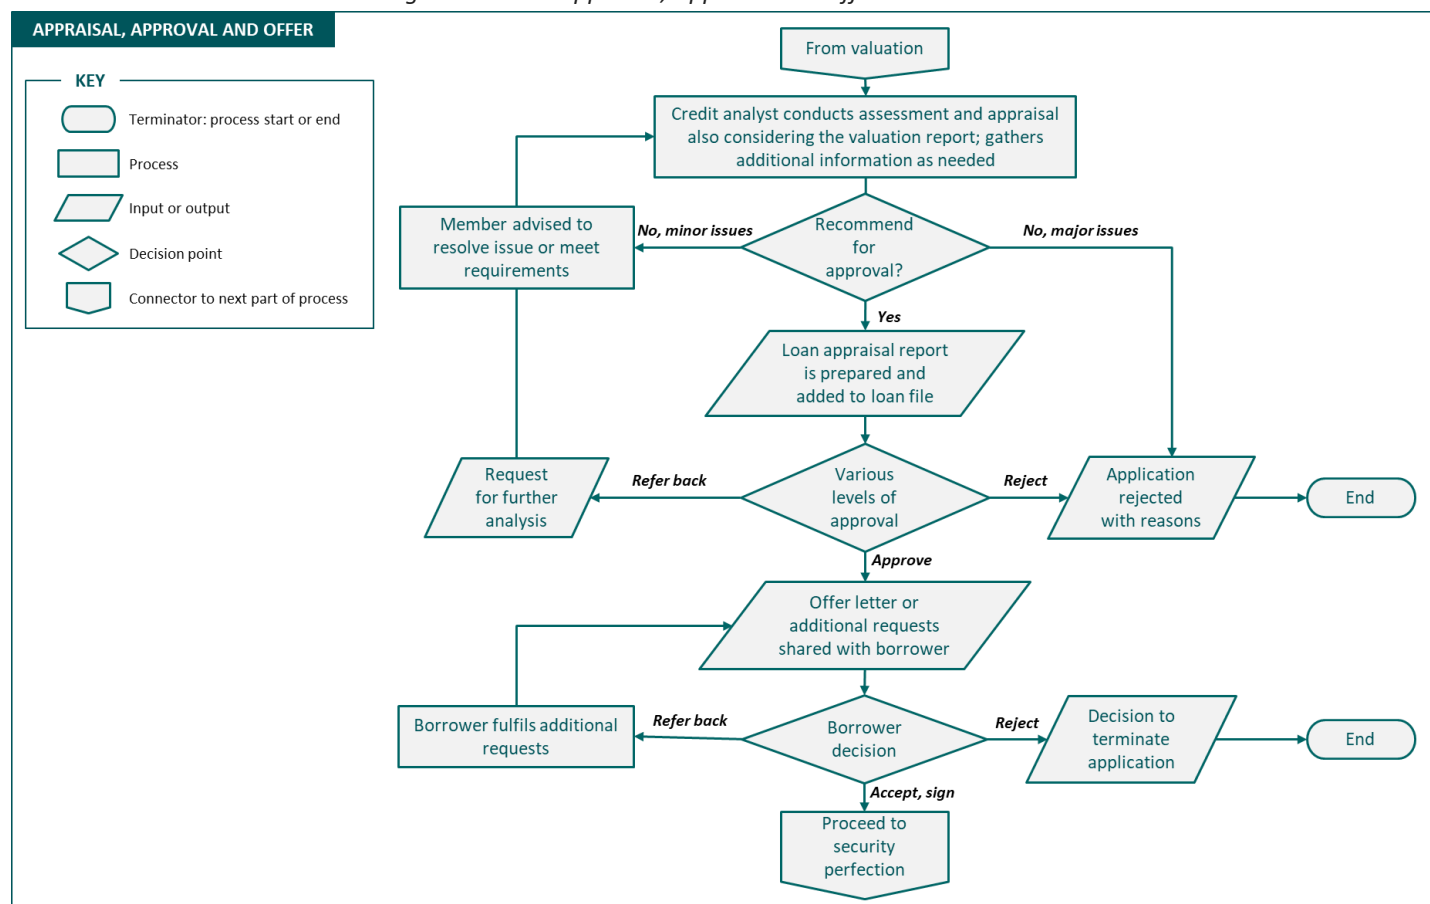 APPRAISAL, APPROVAL AND OFFER
KEY
Terminator: process start or end
Process
Input or output
Decision point
Connector to next part of process
From valuation
Credit analyst conducts assessment and appraisal
also considering the valuation report; gathers
additional information as needed
Member advised to
resolve issue or meet
requirements
No, minor issues
Recommend
for
approval?
No, major issues
Yes
Loan appraisal report
is prepared and
added to loan file
Request
for further
analysis
Refer back
Various
levels of
approval
Reject
Application
rejected
with reasons
End
Approve
Offer letter or
additional requests
shared with borrower
Borrower fulfils additional
requests
Refer back
Borrower
decision
Reject
Decision to
terminate
application
End
Accept, sign
Proceed to
security
perfection